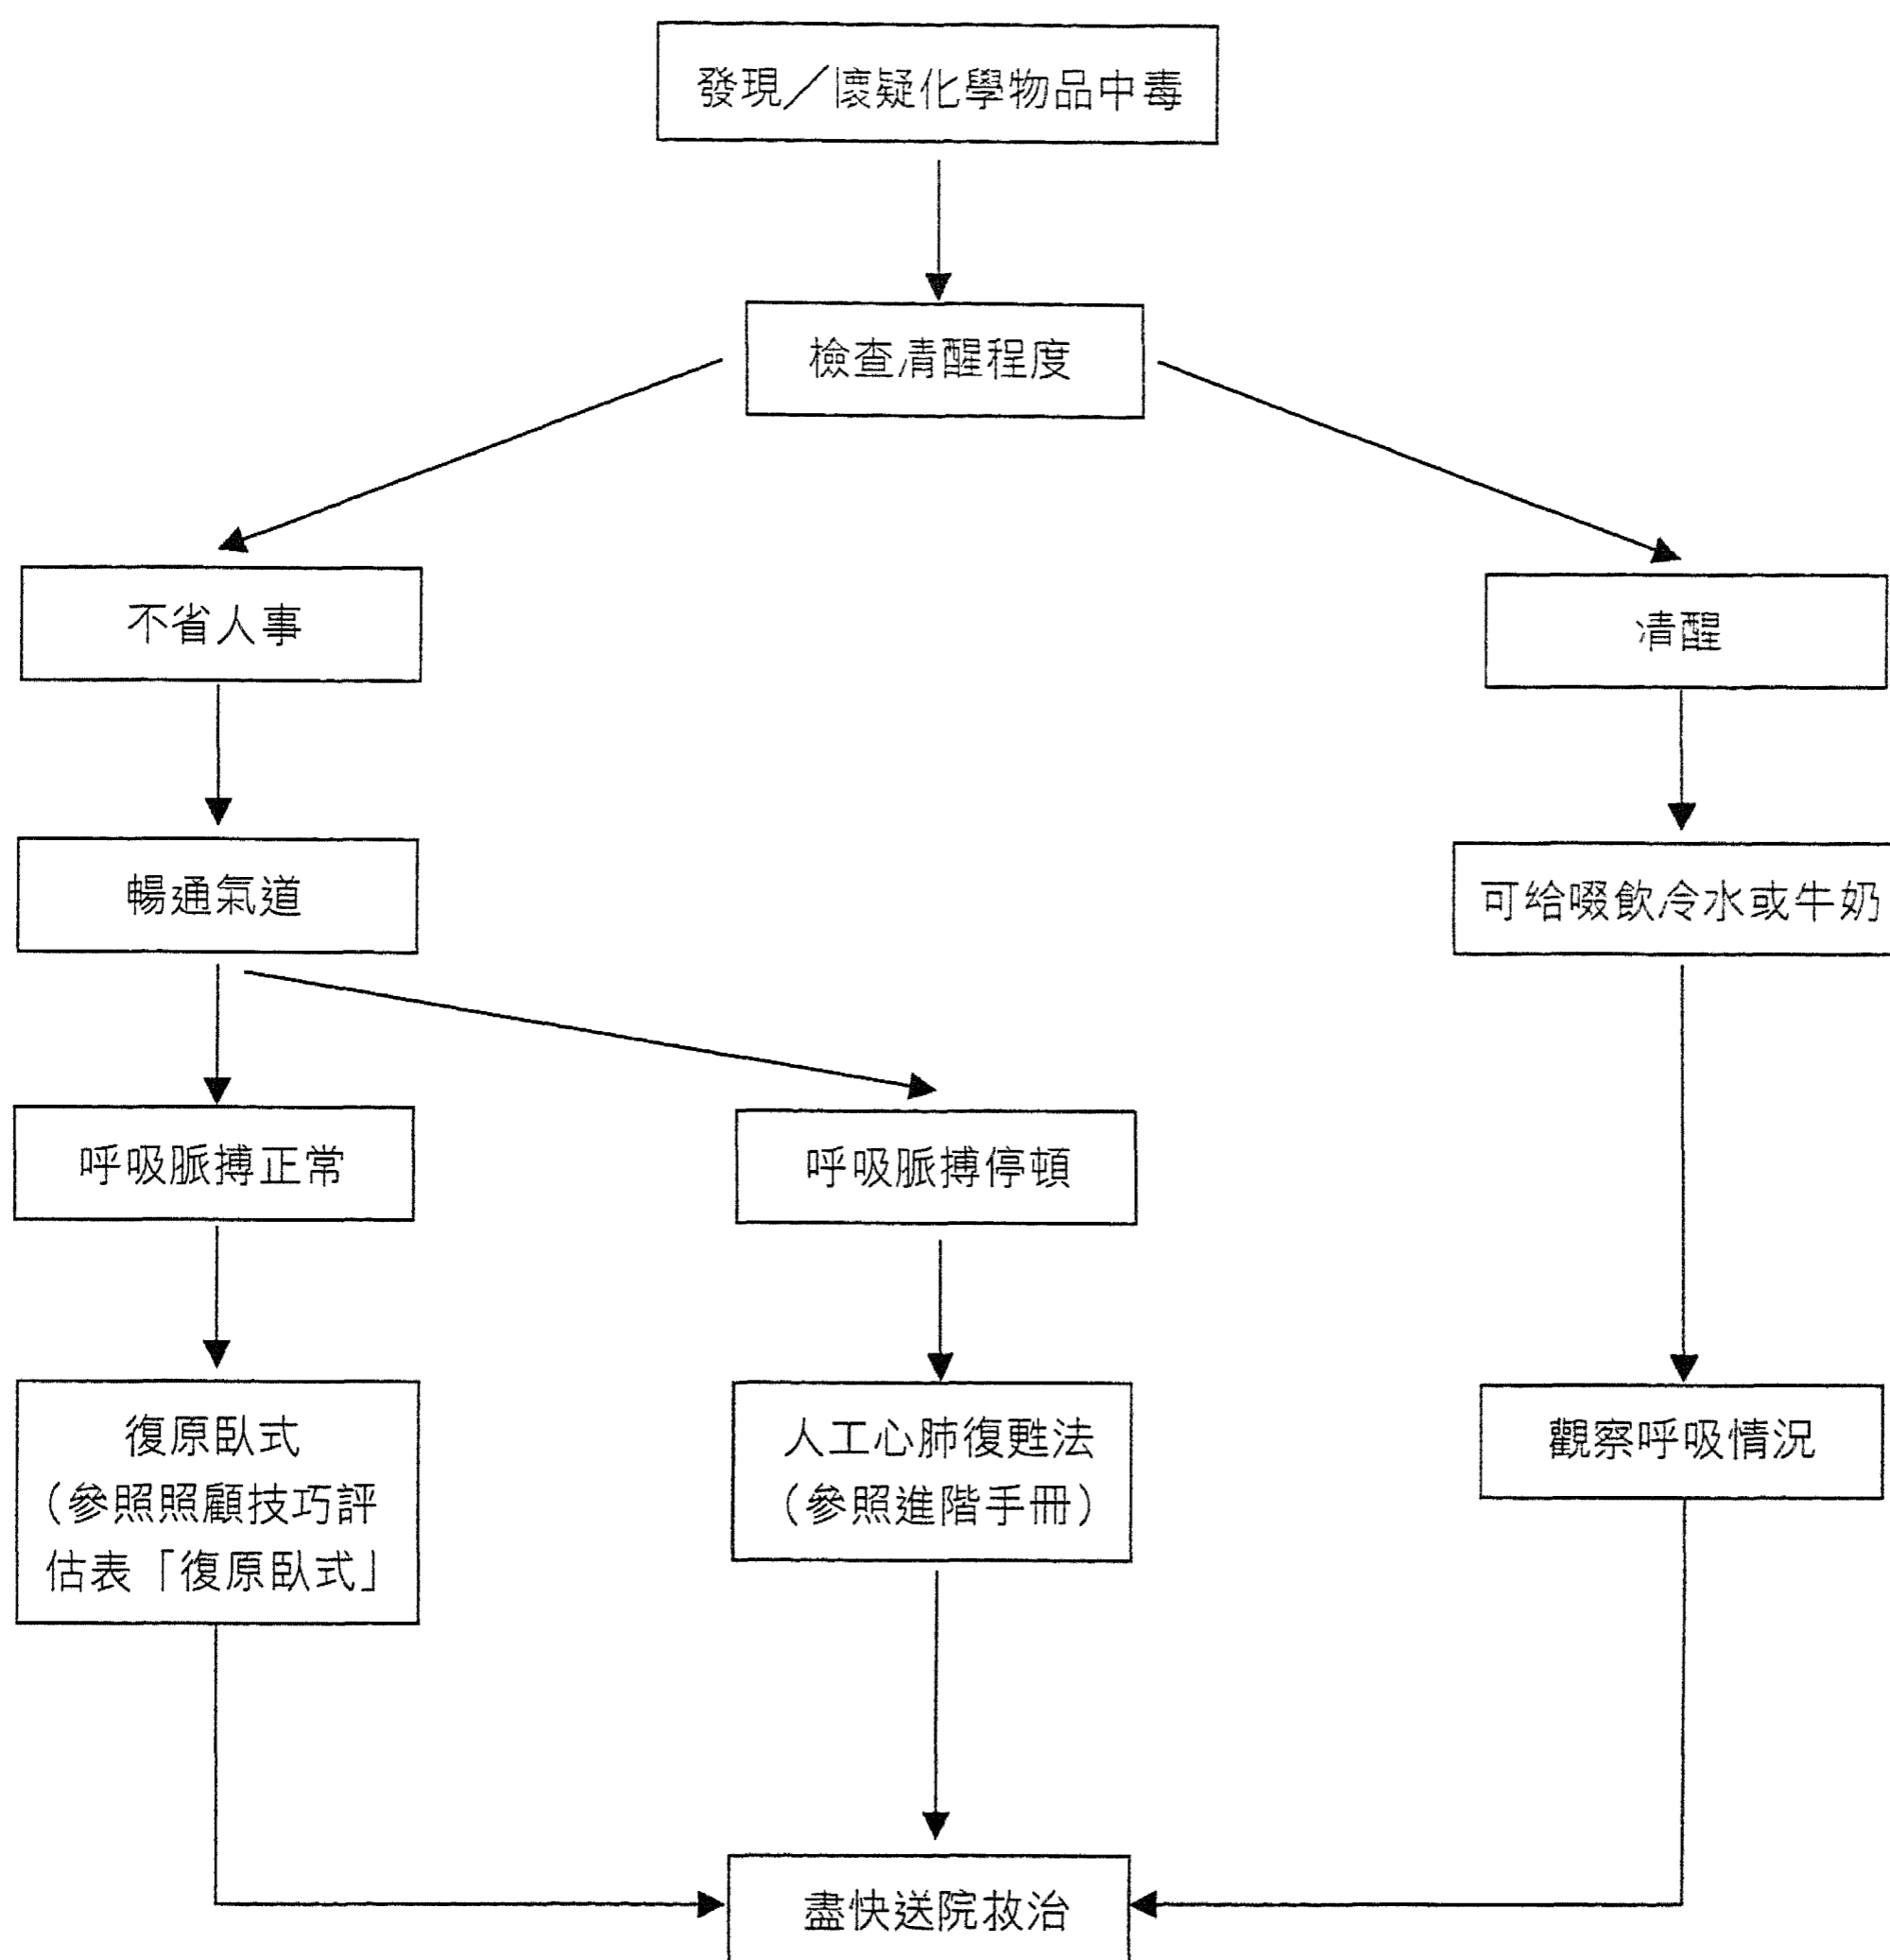 發現／懷疑化學物品中毒
檢查清醒程度
不省人事
清醒
暢通氣道
可給啜飲冷水或牛奶
呼吸脈搏正常
呼吸脈搏停頓
復原臥式
（參照照顧技巧評
估表「復原臥式」
人工心肺復甦法
（參照進階手冊）
觀察呼吸情況
盡快送院救治